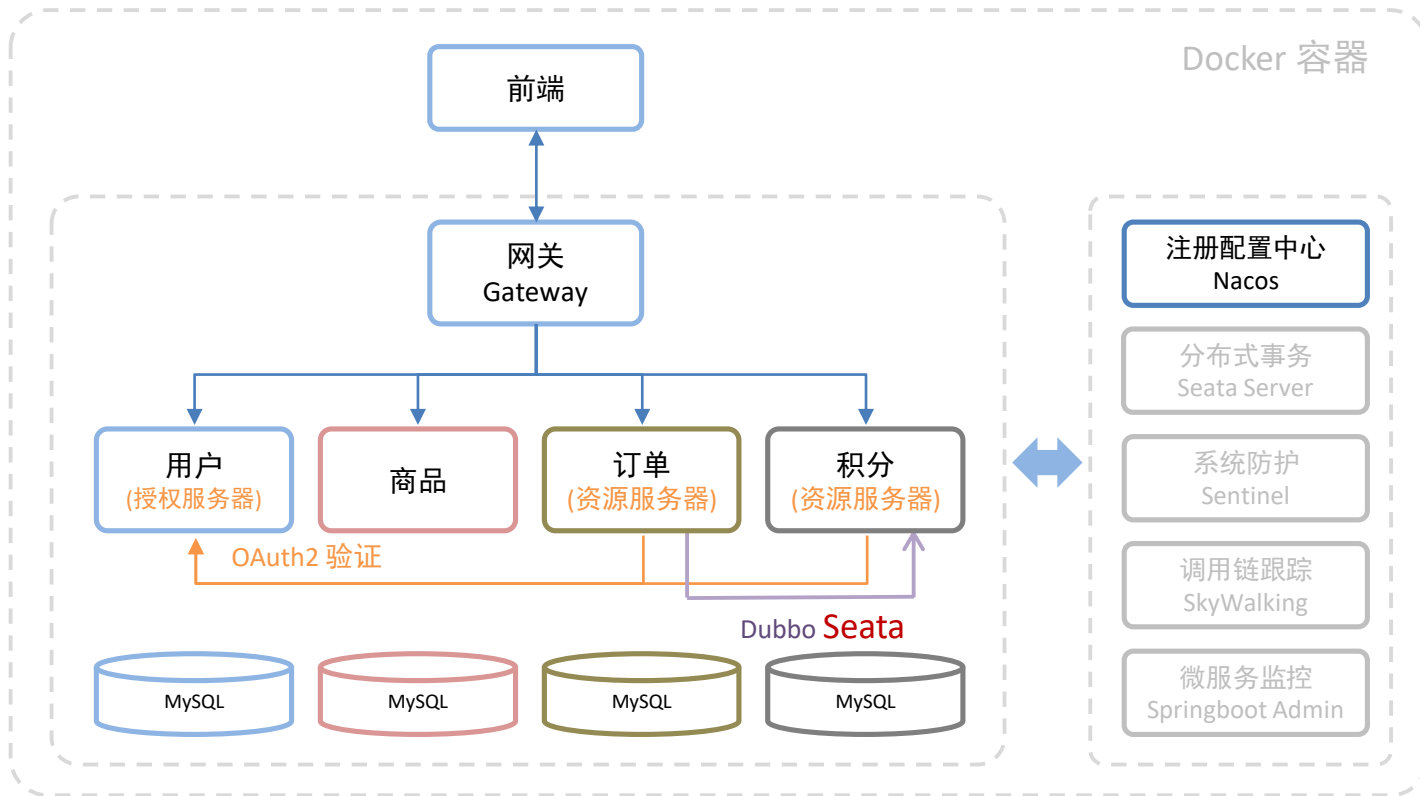 Docker 容器
前端
网关
Gateway
用户
(授权服务器)
商品
订单
(资源服务器)
积分
(资源服务器)
OAuth2 验证
Dubbo Seata
MySQL
MySQL
MySQL
MySQL
注册配置中心
Nacos
分布式事务
Seata Server
系统防护
Sentinel
调用链跟踪
SkyWalking
微服务监控
Springboot Admin